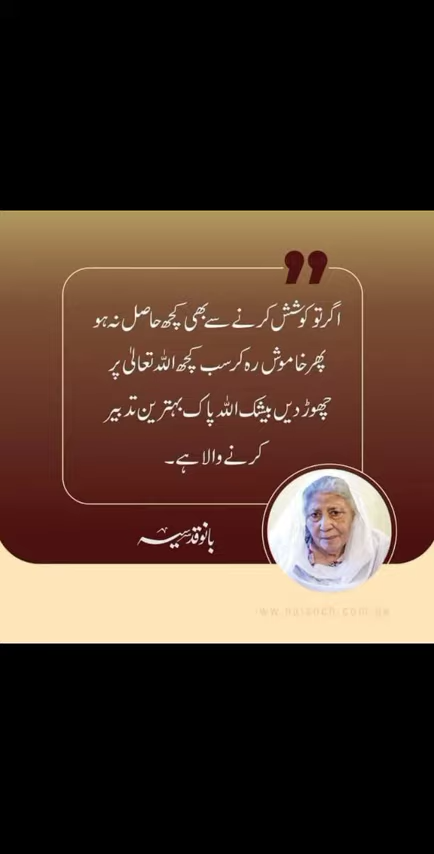 اگر تو کوشش کرنے سے بھی کچھ حاصل نہ ہو
پھر خاموش رہ کر سب کچھ اللہ تعالیٰ پر
چھوڑ دیں بیشک اللہ پاک بہترین تدبیر
کرنے والا ہے۔
بانو قدسیہ